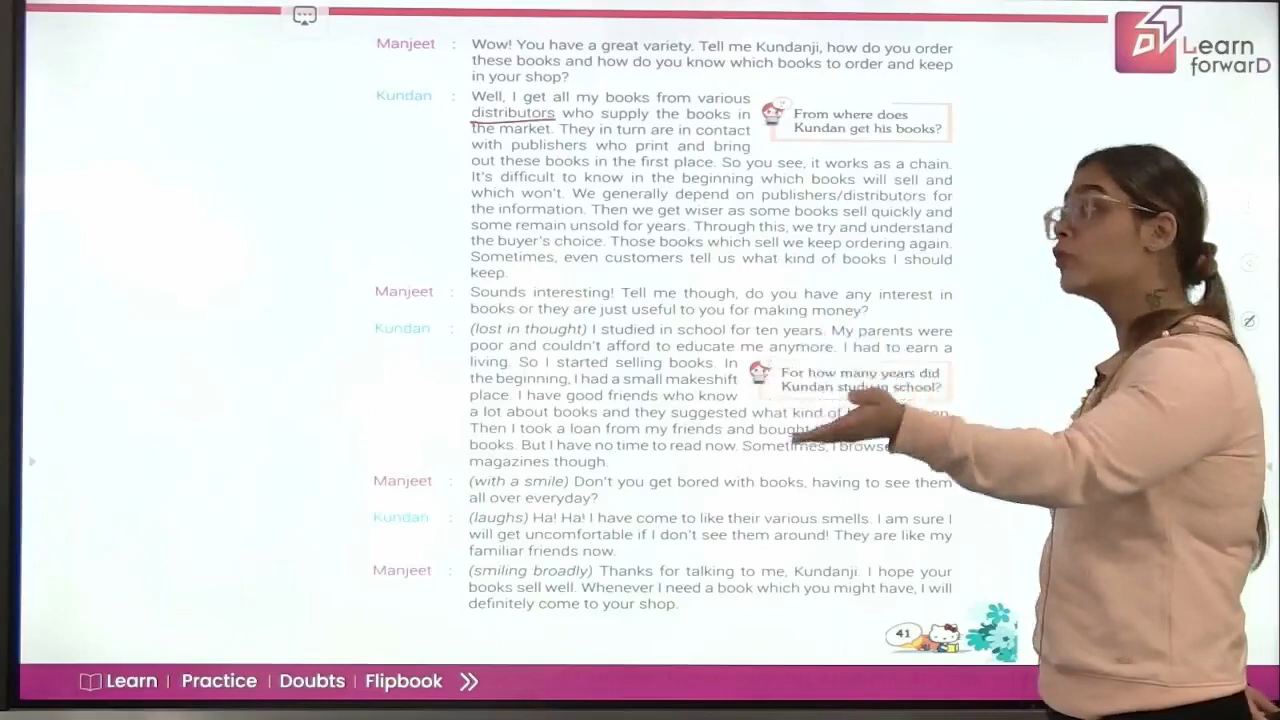 Learn
forwarD
Manjeet : Wow! You have a great variety. Tell me Kundanji, how do you order
these books and how do you know which books to order and keep
in your shop?
Kundan : Well, I get all my books from various
distributors who supply the books in
the market. They in turn are in contact
with publishers who print and bring
From where does
Kundan get his books?
out these books in the first place. So you see, it works as a chain.
It's difficult to know in the beginning which books will sell and
which won't. We generally depend on publishers/distributors for
the information. Then we get wiser as some books sell quickly and
some remain unsold for years. Through this, we try and understand
the buyer's choice. Those books which sell we keep ordering again.
Sometimes, even customers tell us what kind of books I should
keep.
Manjeet : Sounds interesting! Tell me though, do you have any interest in
books or they are just useful to you for making money?
Kundan : (lost in thought) I studied in school for ten years. My parents were
poor and couldn't afford to educate me anymore. I had to earn a
living. So I started selling books. In
the beginning, I had a small makeshift
place. I have good friends who know
For how many years did
Kundan study in school?
a lot about books and they suggested what kind of
Then I took a loan from my friends and bought
books. But I have no time to read now. Sometimes, I browse
magazines though.
Manjeet : (with a smile) Don't you get bored with books, having to see them
all over everyday?
Kundan : (laughs) Ha! Ha! I have come to like their various smells. I am sure I
will get uncomfortable if I don't see them around! They are like my
familiar friends now.
Manjeet : (smiling broadly) Thanks for talking to me, Kundanji. I hope your
books sell well. Whenever I need a book which you might have, I will
definitely come to your shop.
41
Learn | Practice | Doubts | Flipbook